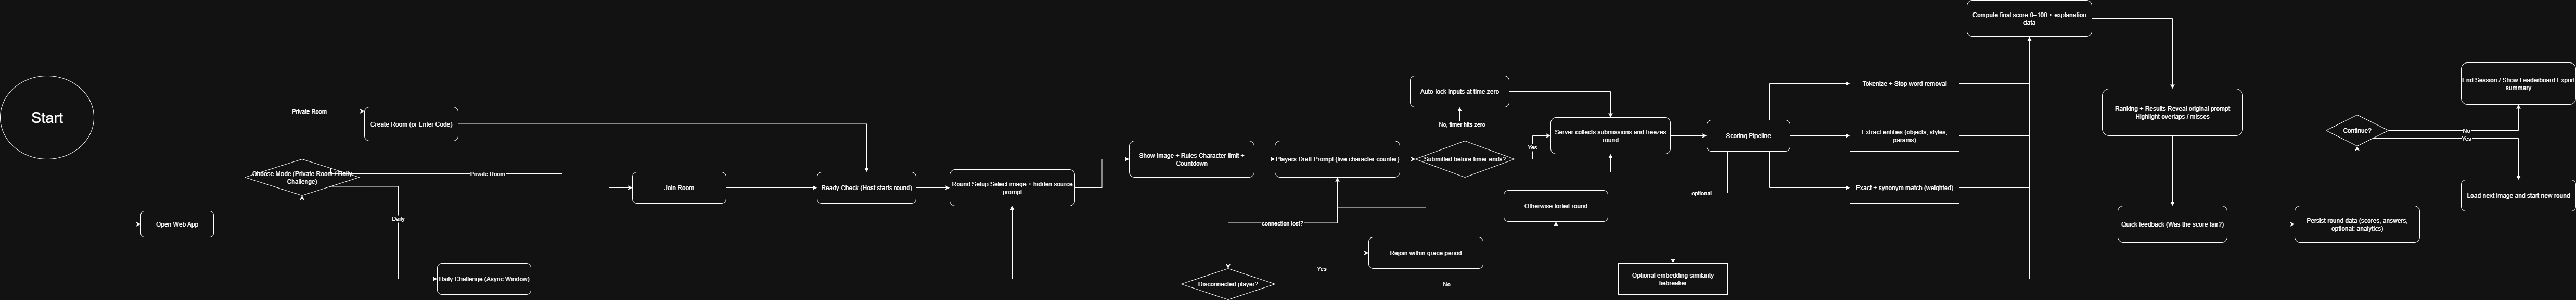 Start
Open Web App
Choose Mode (Private Room / Daily
Challenge)
Private Room
Create Room (or Enter Code)
Private Room
Join Room
Daily
Daily Challenge (Async Window)
Ready Check (Host starts round)
Round Setup Select image + hidden source
prompt
Show Image + Rules Character limit +
Countdown
Players Draft Prompt (live character counter)
connection lost?
Disconnected player?
Yes
Rejoin within grace period
No
Otherwise forfeit round
Submitted before timer ends?
No, timer hits zero
Auto-lock inputs at time zero
Yes
Server collects submissions and freezes
round
Scoring Pipeline
Tokenize + Stop-word removal
Extract entities (objects, styles,
params)
Exact + synonym match (weighted)
optional
Optional embedding similarity
tiebreaker
Compute final score 0–100 + explanation
data
Ranking + Results Reveal original prompt
Highlight overlaps / misses
Quick feedback (Was the score fair?)
Persist round data (scores, answers,
optional: analytics)
Continue?
No
End Session / Show Leaderboard Export
summary
Yes
Load next image and start new round